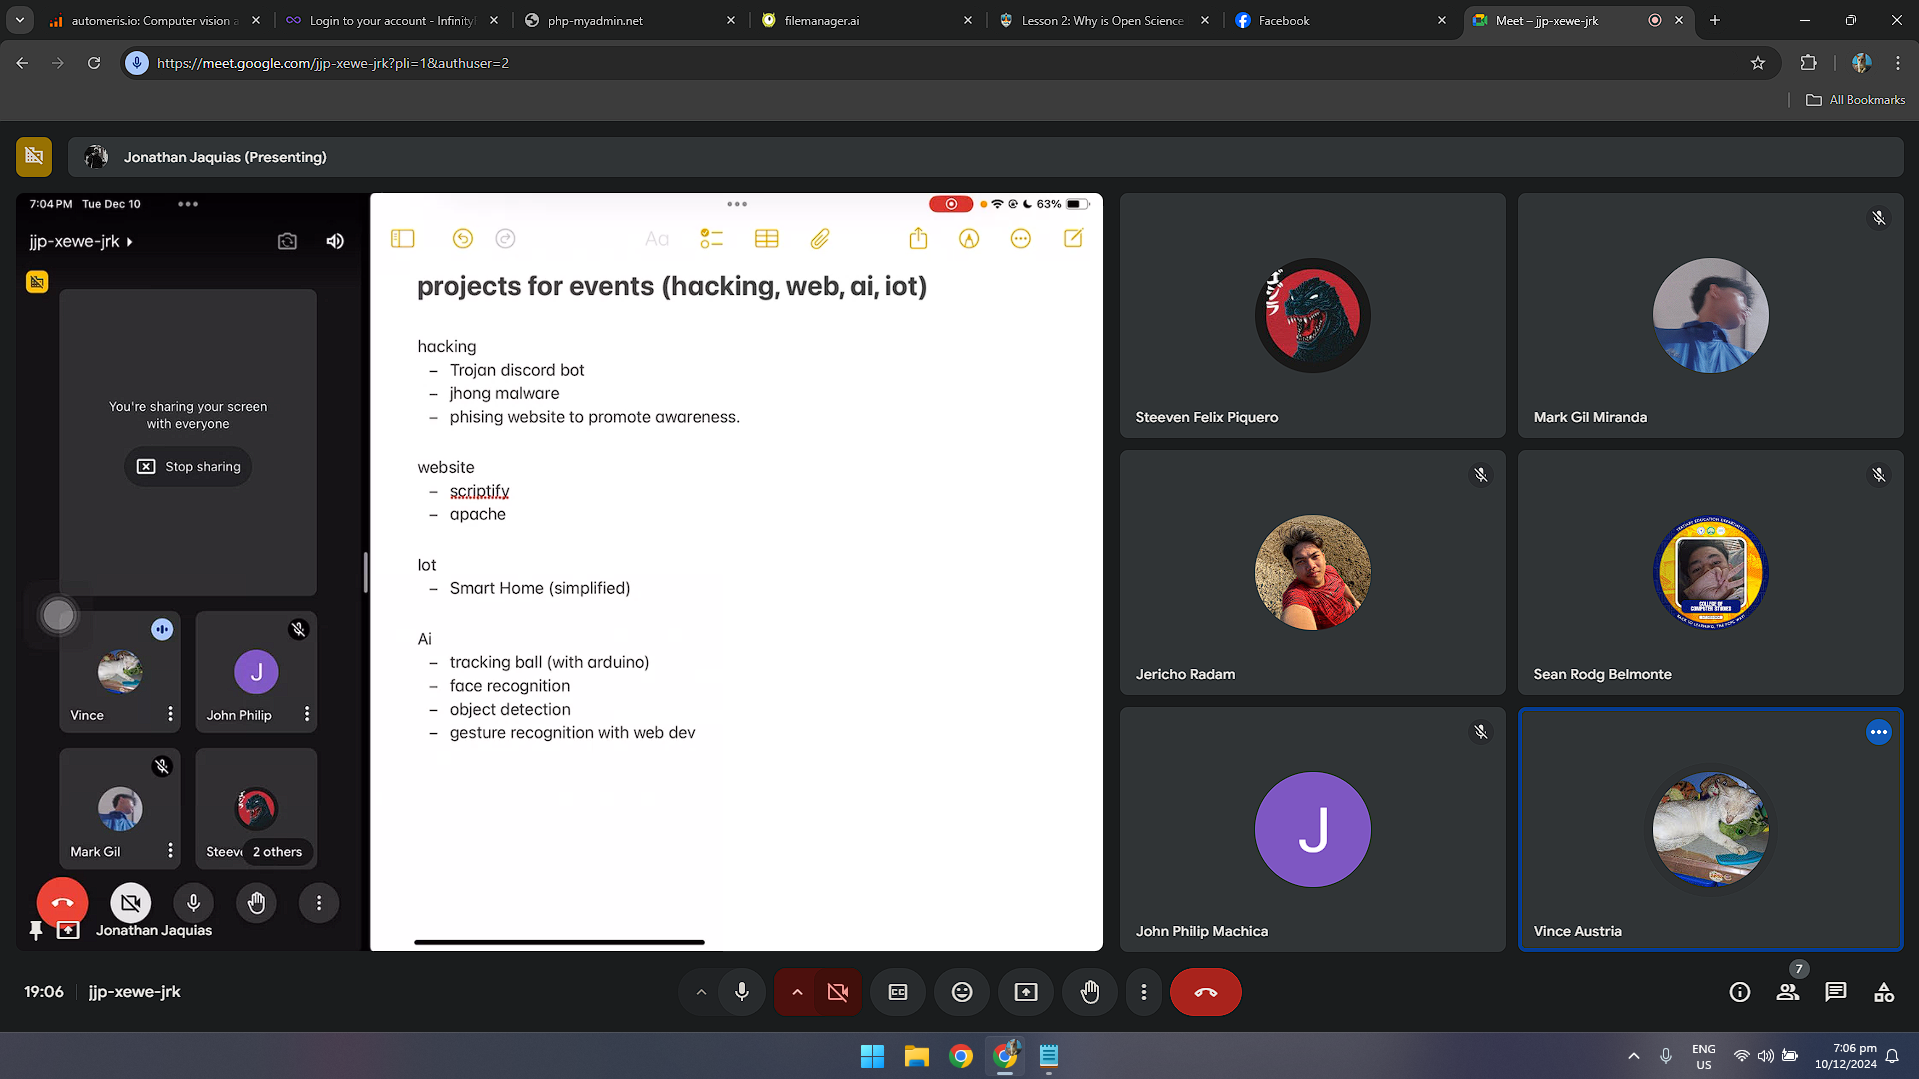 automeris.io: Computer vision a
Login to your account - InfinityF
php-myadmin.net
filemanager.ai
Lesson 2: Why is Open Science
Facebook
Meet – jjp-xewe-jrk
https://meet.google.com/jjp-xewe-jrk?pli=1&authuser=2
All Bookmarks
Jonathan Jaquias (Presenting)
7:04 PM Tue Dec 10
63%
jjp-xewe-jrk
Aa
projects for events (hacking, web, ai, iot)
You're sharing your screen
with everyone
Stop sharing
hacking
– Trojan discord bot
– jhong malware
– phising website to promote awareness.
website
– scriptify
– apache
Iot
– Smart Home (simplified)
Ai
– tracking ball (with arduino)
– face recognition
– object detection
– gesture recognition with web dev
Vince
J
John Philip
Mark Gil
Steeve
2 others
Jonathan Jaquias
Steeven Felix Piquero
Mark Gil Miranda
Jericho Radam
Sean Rodg Belmonte
J
John Philip Machica
Vince Austria
19:06
jjp-xewe-jrk
CC
7
ENG
US
7:06 pm
10/12/2024